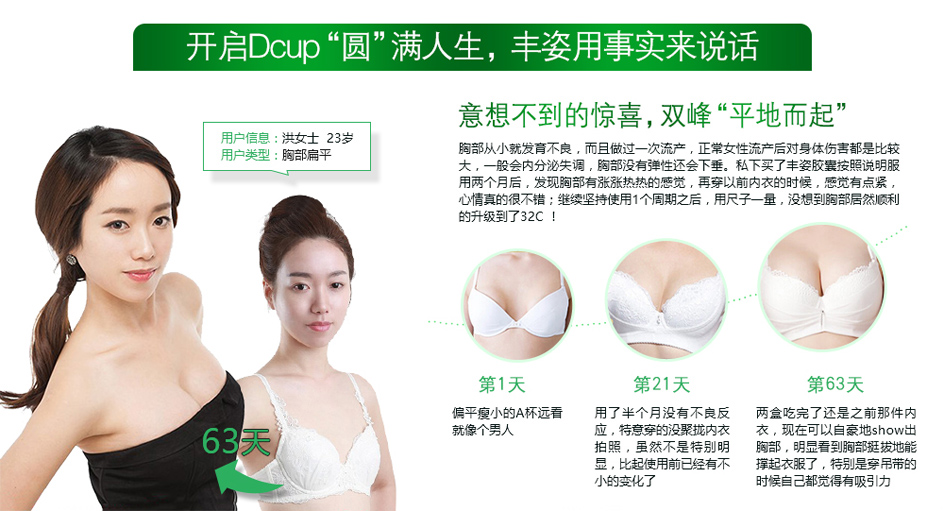 开启Dcup“圆”满人生，丰姿用事实来说话
用户信息：洪女士 23岁
用户类型：胸部扁平
意想不到的惊喜，双峰“平地而起”
胸部从小就发育不良，而且做过一次流产，正常女性流产后对身体伤害都是比较
大，一般会内分泌失调，胸部没有弹性还会下垂。私下买了丰姿胶囊按照说明服
用两个月后，发现胸部有涨涨热热的感觉，再穿以前内衣的时候，感觉有点紧，
心情真的很不错；继续坚持使用1个周期之后，用尺子一量，没想到胸部居然顺利
的升级到了32C ！
63天
第1天
偏平瘦小的A杯远看
就像个男人
第21天
用了半个月没有不良反
应，特意穿的没聚拢内衣
拍照，虽然不是特别明
显，比起使用前已经有不
小的变化了
第63天
两盒吃完了还是之前那件内
衣，现在可以自豪地show出
胸部，明显看到胸部挺拔地能
撑起衣服了，特别是穿吊带的
时候自己都觉得有吸引力